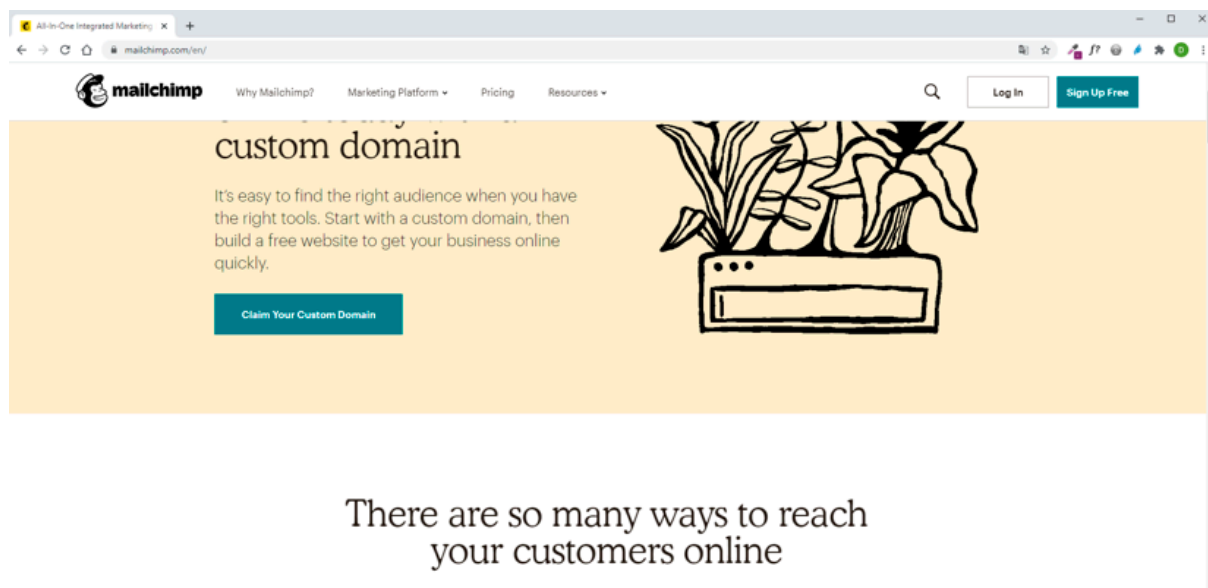 All-In-One Integrated Marketing
mailchimp.com/en/
mailchimp
Why Mailchimp?
Marketing Platform
Pricing
Resources
Log In
Sign Up Free
custom domain
It's easy to find the right audience when you have
the right tools. Start with a custom domain, then
build a free website to get your business online
quickly.
Claim Your Custom Domain
There are so many ways to reach
your customers online